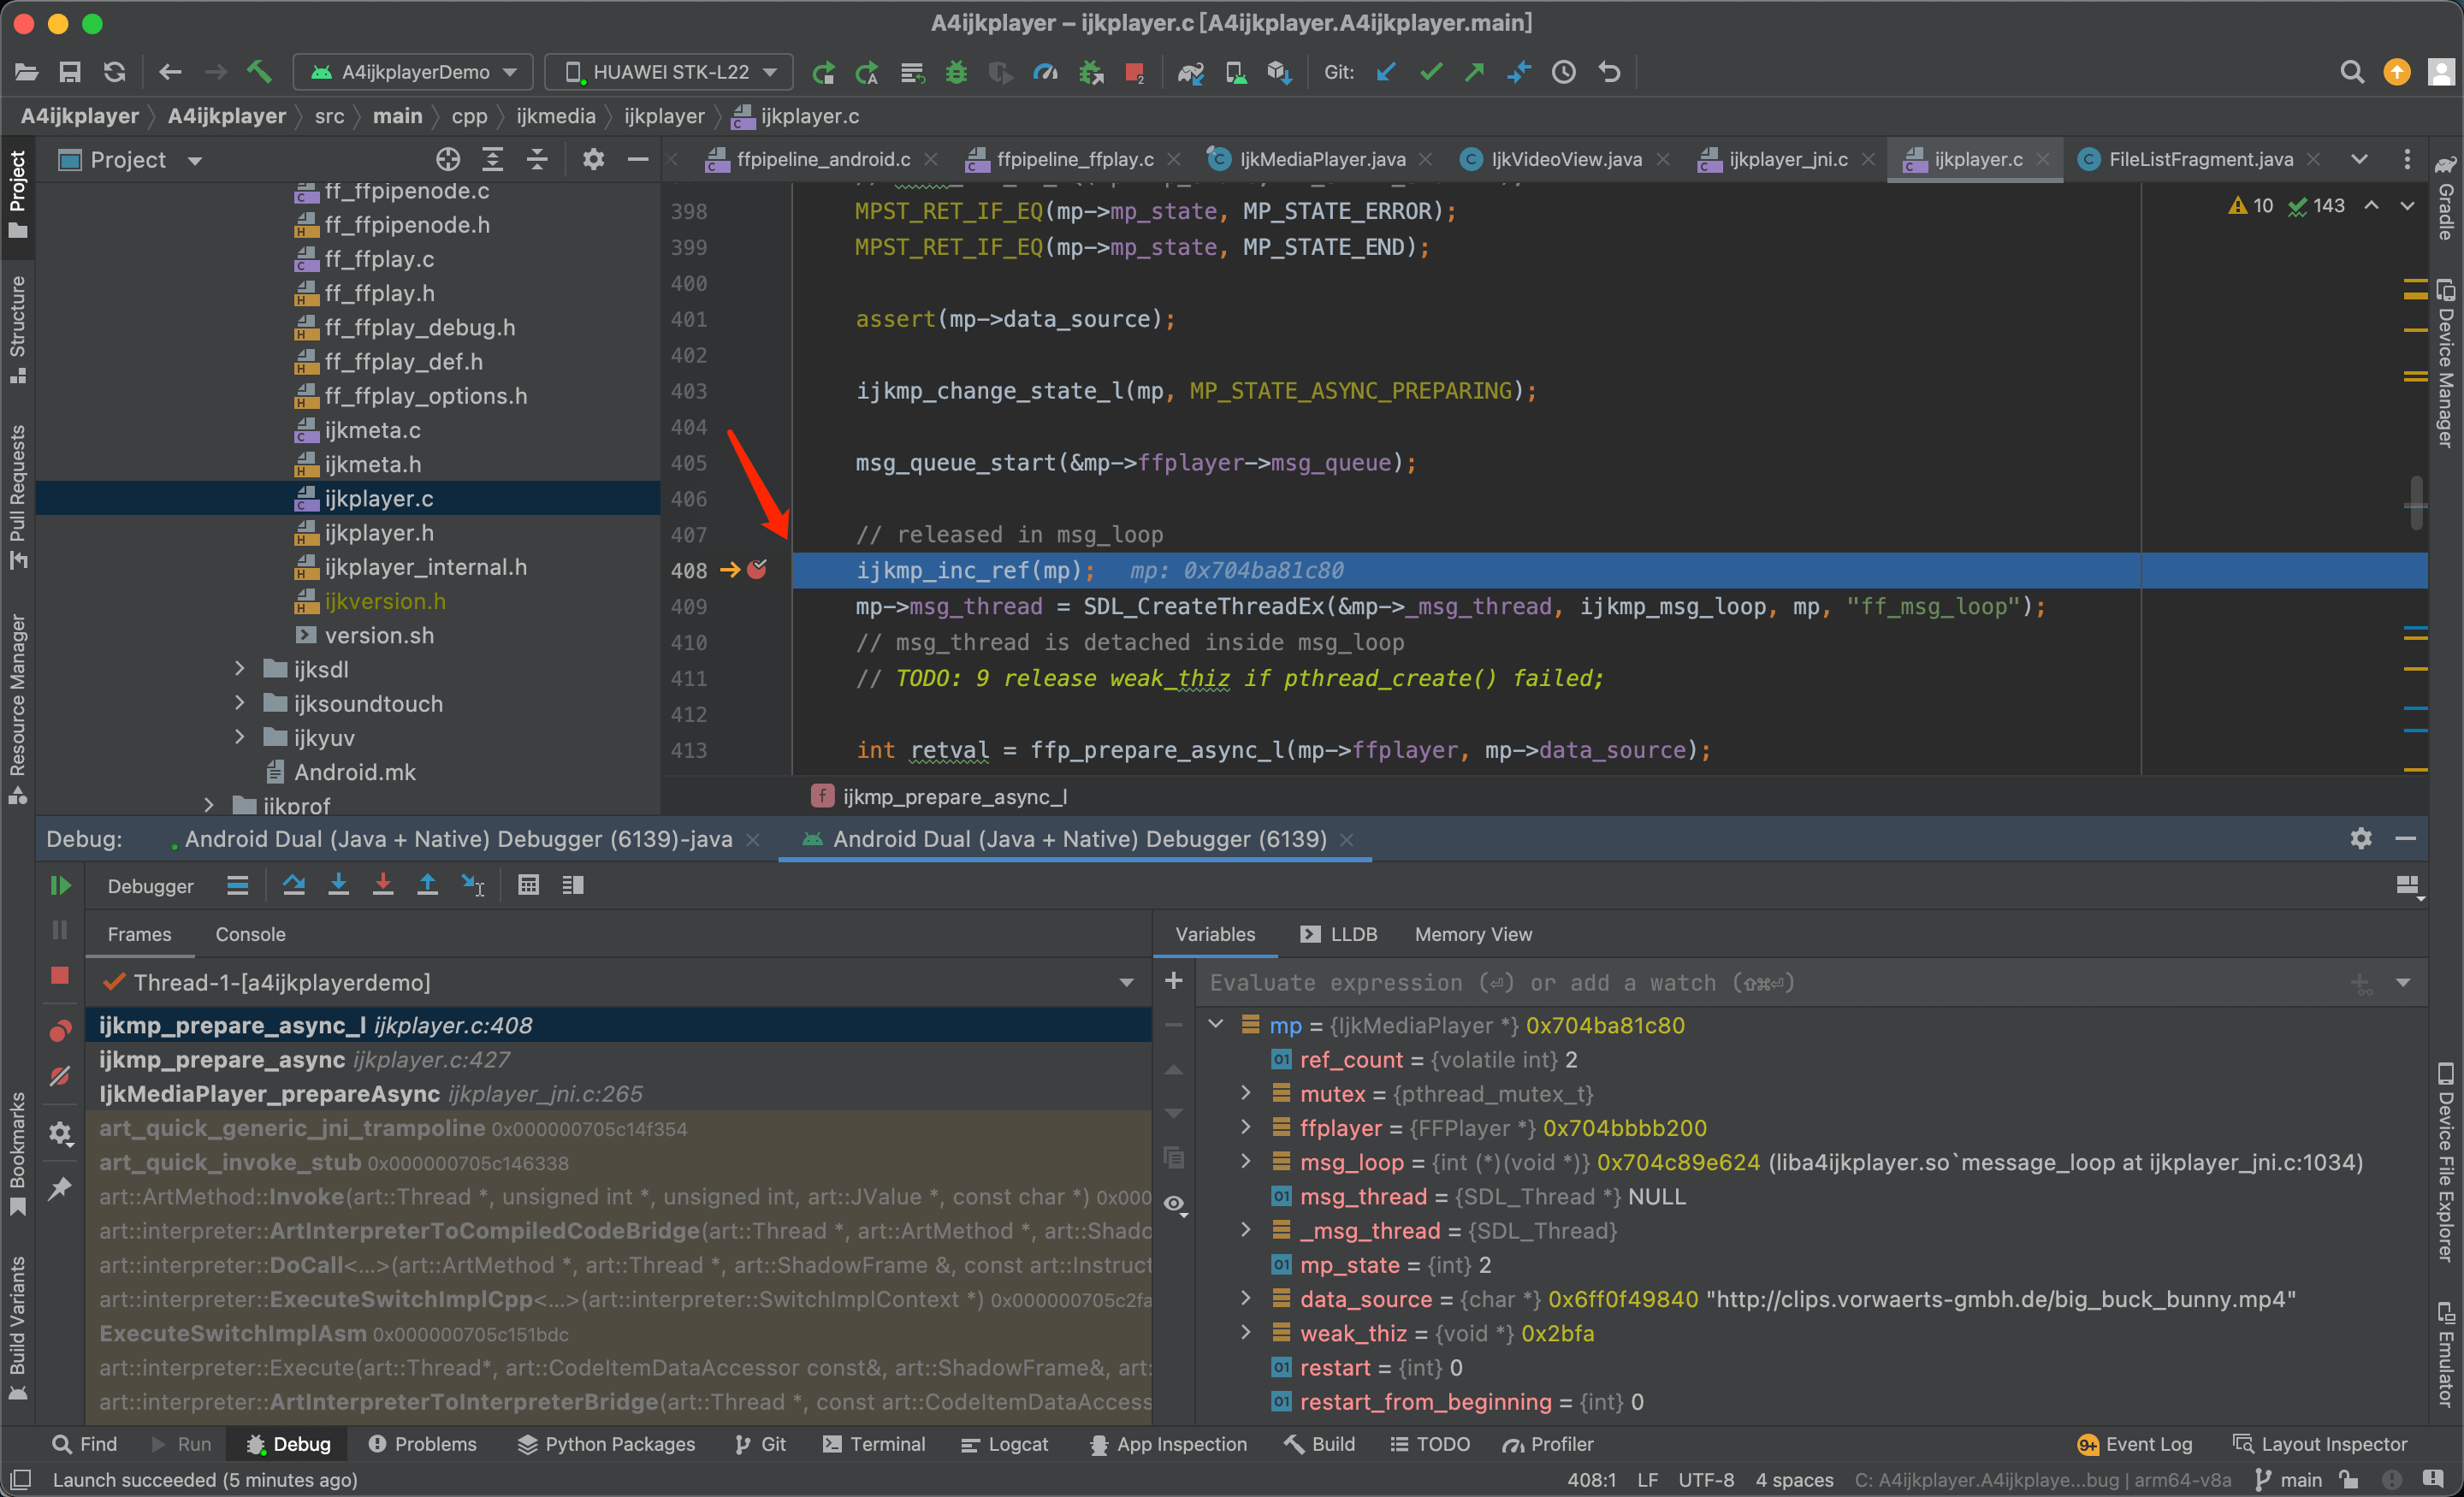 A4ijkplayer – ijkplayer.c [A4ijkplayer.A4ijkplayer.main]
A4ijkplayerDemo
HUAWEI STK-L22
Git:
A4ijkplayer
A4ijkplayer
src
main
cpp
ijkmedia
ijkplayer
ijkplayer.c
Project
ffpipeline_android.c
ffpipeline_ffplay.c
IjkMediaPlayer.java
IjkVideoView.java
ijkplayer_jni.c
ijkplayer.c
FileListFragment.java
Project
Structure
Pull Requests
Resource Manager
Bookmarks
Build Variants
ff_ffpipenode.c
ff_ffpipenode.h
ff_ffplay.c
ff_ffplay.h
ff_ffplay_debug.h
ff_ffplay_def.h
ff_ffplay_options.h
ijkmeta.c
ijkmeta.h
ijkplayer.c
ijkplayer.h
ijkplayer_internal.h
ijkversion.h
version.sh
ijksdl
ijksoundtouch
ijkyuv
Android.mk
ijkprof
10 143
398 MPST_RET_IF_EQ(mp->mp_state, MP_STATE_ERROR);
399 MPST_RET_IF_EQ(mp->mp_state, MP_STATE_END);
400
401 assert(mp->data_source);
402
403 ijkmp_change_state_l(mp, MP_STATE_ASYNC_PREPARING);
404
405 msg_queue_start(&mp->ffplayer->msg_queue);
406
407 // released in msg_loop
408 ijkmp_inc_ref(mp); mp: 0x704ba81c80
409 mp->msg_thread = SDL_CreateThreadEx(&mp->_msg_thread, ijkmp_msg_loop, mp, "ff_msg_loop");
410 // msg_thread is detached inside msg_loop
411 // TODO: 9 release weak_thiz if pthread_create() failed;
412
413 int retval = ffp_prepare_async_l(mp->ffplayer, mp->data_source);
ijkmp_prepare_async_l
Gradle
Device Manager
Device File Explorer
Emulator
Debug:
Android Dual (Java + Native) Debugger (6139)-java
Android Dual (Java + Native) Debugger (6139)
Debugger
Frames
Console
Thread-1-[a4ijkplayerdemo]
ijkmp_prepare_async_l ijkplayer.c:408
ijkmp_prepare_async ijkplayer.c:427
IjkMediaPlayer_prepareAsync ijkplayer_jni.c:265
art_quick_generic_jni_trampoline 0x000000705c14f354
art_quick_invoke_stub 0x000000705c146338
art::ArtMethod::Invoke(art::Thread *, unsigned int *, unsigned int, art::JValue *, const char *) 0x000
art::interpreter::ArtInterpreterToCompiledCodeBridge(art::Thread *, art::ArtMethod *, art::Shado
art::interpreter::DoCall<...>(art::ArtMethod *, art::Thread *, art::ShadowFrame &, const art::Instruct
art::interpreter::ExecuteSwitchImplCpp<...>(art::interpreter::SwitchImplContext *) 0x000000705c2fa
ExecuteSwitchImplAsm 0x000000705c151bdc
art::interpreter::Execute(art::Thread*, art::CodeItemDataAccessor const&, art::ShadowFrame&, art:
art::interpreter::ArtInterpreterToInterpreterBridge(art::Thread *, const art::CodeItemDataAccess
Variables
LLDB
Memory View
Evaluate expression (⏎) or add a watch (⇧⌘⏎)
mp = {IjkMediaPlayer *} 0x704ba81c80
ref_count = {volatile int} 2
mutex = {pthread_mutex_t}
ffplayer = {FFPlayer *} 0x704bbbb200
msg_loop = {int (*)(void *)} 0x704c89e624 (liba4ijkplayer.so`message_loop at ijkplayer_jni.c:1034)
msg_thread = {SDL_Thread *} NULL
_msg_thread = {SDL_Thread}
mp_state = {int} 2
data_source = {char *} 0x6ff0f49840 "http://clips.vorwaerts-gmbh.de/big_buck_bunny.mp4"
weak_thiz = {void *} 0x2bfa
restart = {int} 0
restart_from_beginning = {int} 0
Find
Run
Debug
Problems
Python Packages
Git
Terminal
Logcat
App Inspection
Build
TODO
Profiler
9+ Event Log
Layout Inspector
Launch succeeded (5 minutes ago)
408:1 LF UTF-8 4 spaces C: A4ijkplayer.A4ijkplaye...bug | arm64-v8a main